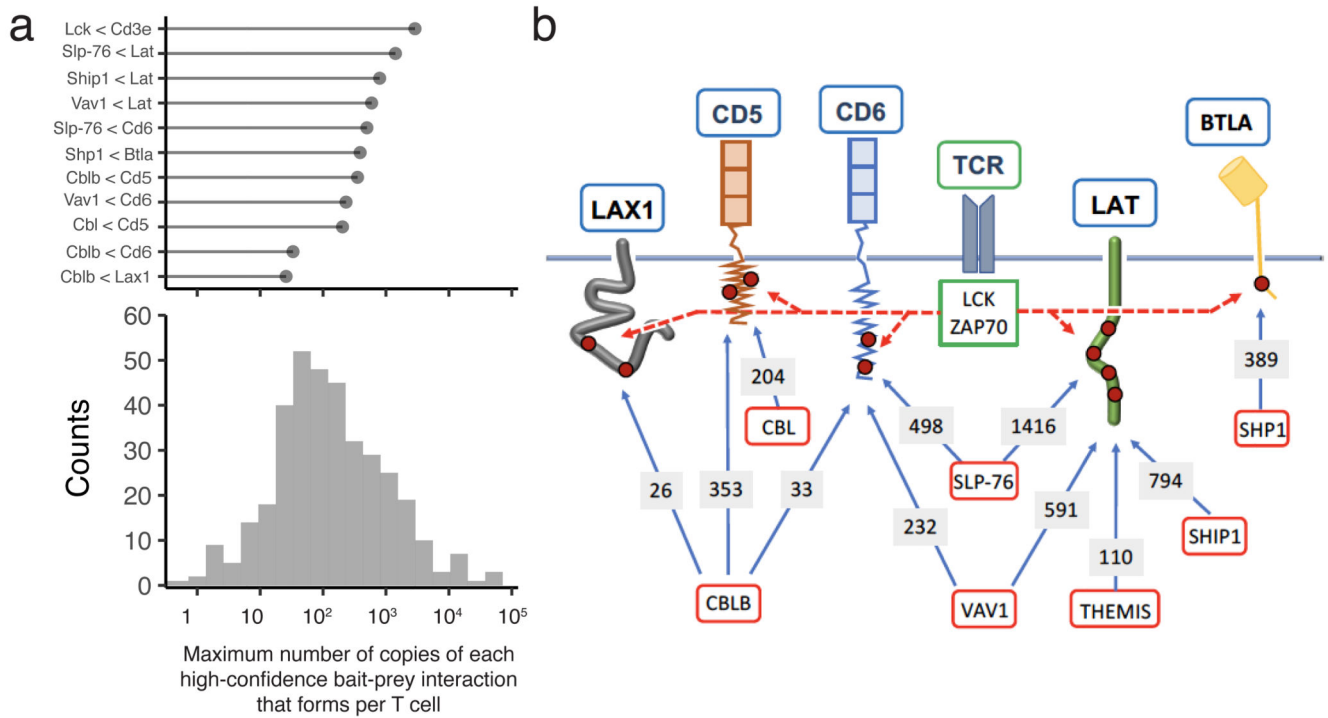 a
Lck < Cd3e
Slp-76 < Lat
Ship1 < Lat
Vav1 < Lat
Slp-76 < Cd6
Shp1 < Btla
Cblb < Cd5
Vav1 < Cd6
Cbl < Cd5
Cblb < Cd6
Cblb < Lax1
60
50
40
30
20
10
0
Counts
1 10 10² 10³ 10⁴ 10⁵
Maximum number of copies of each
high-confidence bait-prey interaction
that forms per T cell
b
CD5 CD6 BTLA
TCR
LAX1 LAT
LCK
ZAP70
204 389
CBL 498 1416 SHP1
SLP-76
26 353 33 794
232 591 SHIP1
110
CBLB VAV1 THEMIS